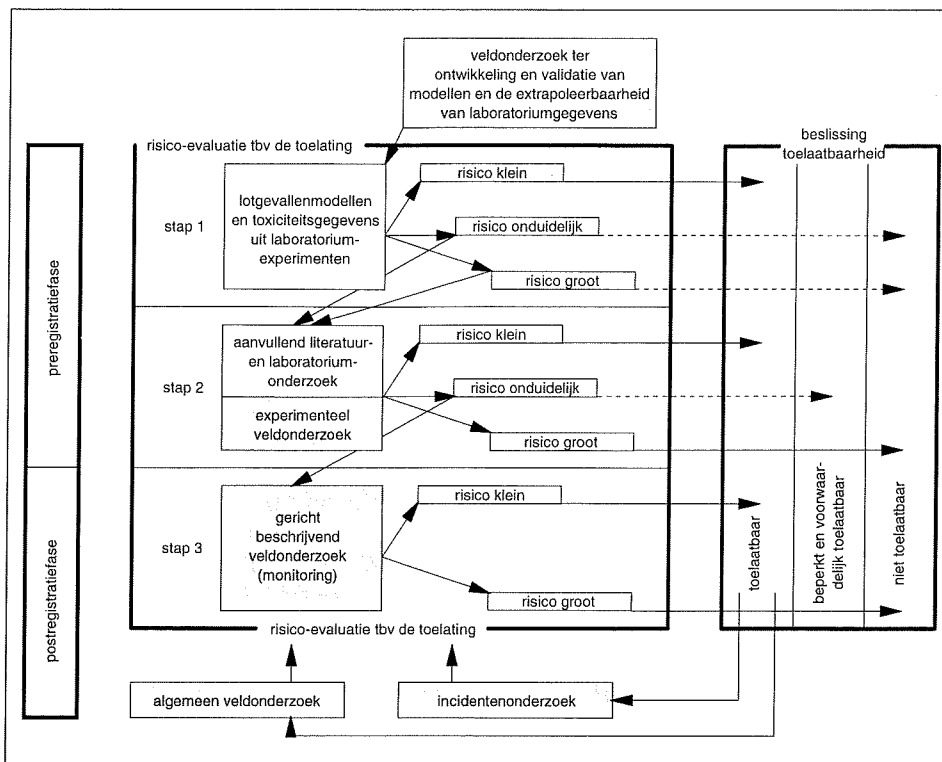 veldonderzoek ter
ontwikkeling en validatie van
modellen en de extrapoleerbaarheid
van laboratoriumgegevens
risico-evaluatie tbv de toelating
beslissing
toelaatbaarheid
preregistratiefase
stap 1
lotgevallenmodellen
en toxiciteitsgegevens
uit laboratorium-
experimenten
risico klein
risico onduidelijk
risico groot
stap 2
aanvullend literatuur-
en laboratorium-
onderzoek
experimenteel
veldonderzoek
risico klein
risico onduidelijk
risico groot
postregistratiefase
stap 3
gericht
beschrijvend
veldonderzoek
(monitoring)
risico klein
risico groot
toelaatbaar
beperkt en voorwaar-
delijk toelaatbaar
niet toelaatbaar
risico-evaluatie tbv de toelating
algemeen veldonderzoek
incidentenonderzoek